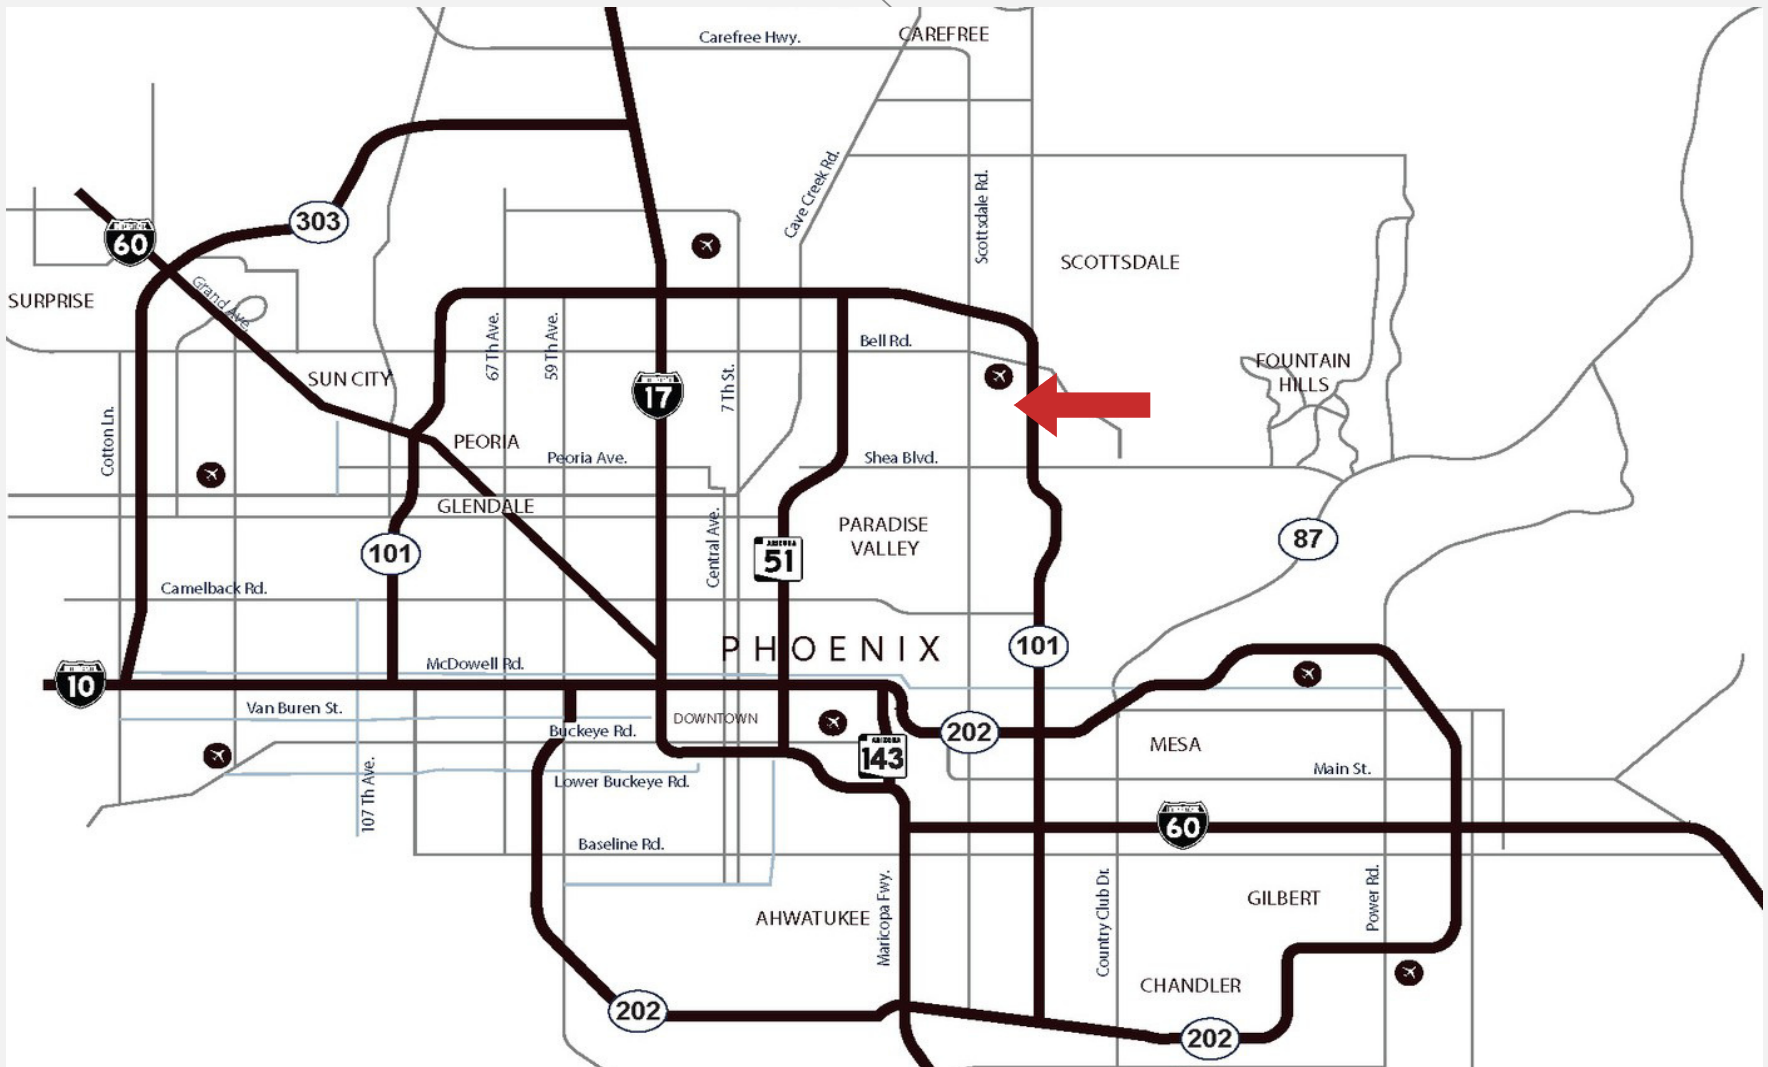 Carefree Hwy.
CAREFREE
Cave Creek Rd.
Scottsdale Rd.
303
60
SCOTTSDALE
SURPRISE
Grand Ave.
67 Th Ave.
59 Th Ave.
7 Th St.
Bell Rd.
FOUNTAIN
HILLS
SUN CITY
17
Cotton Ln.
PEORIA
Peoria Ave.
Shea Blvd.
GLENDALE
Central Ave.
PARADISE
VALLEY
87
101
ARIZONA
51
Camelback Rd.
PHOENIX
101
McDowell Rd.
10
Van Buren St.
DOWNTOWN
Buckeye Rd.
202
ARIZONA
143
MESA
Main St.
107 Th Ave.
Lower Buckeye Rd.
60
Baseline Rd.
Maricopa Fwy.
Country Club Dr.
Power Rd.
GILBERT
AHWATUKEE
CHANDLER
202
202